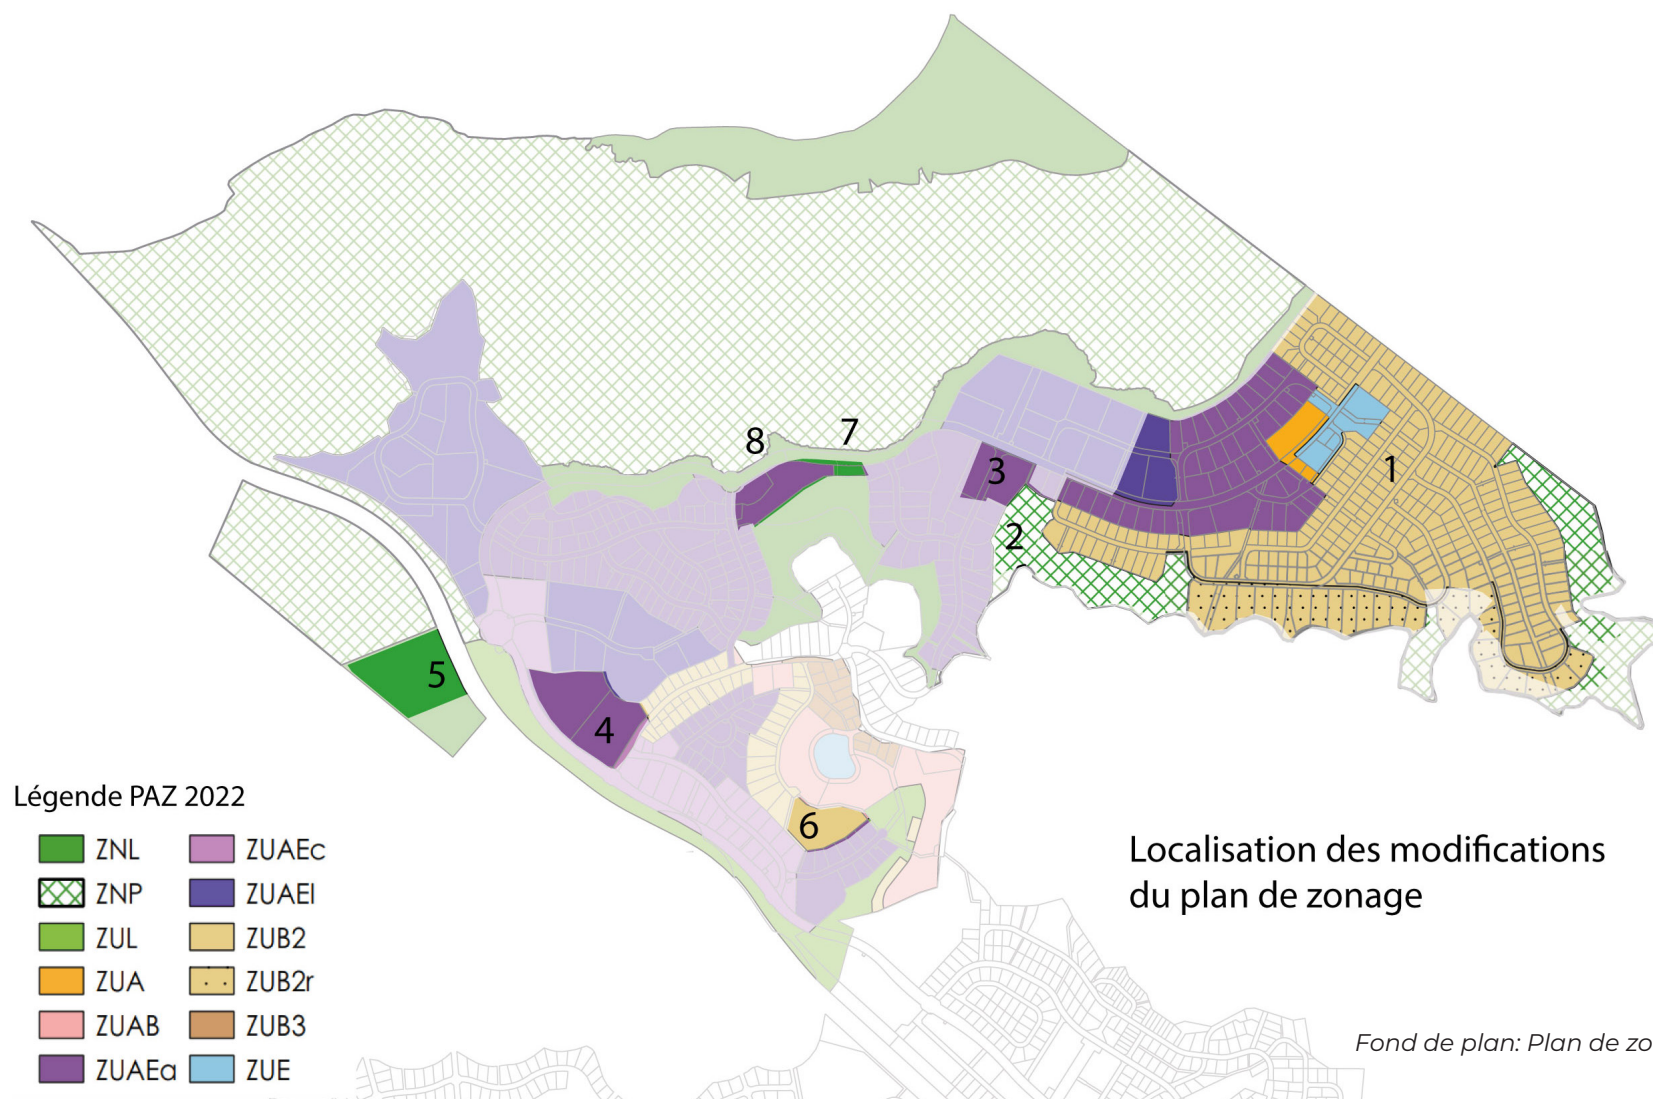 8
7
3
1
2
5
4
6
Légende PAZ 2022
ZNL
ZUAEc
ZNP
ZUAEl
ZUL
ZUB2
ZUA
ZUB2r
ZUAB
ZUB3
ZUAEa
ZUE
Localisation des modifications
du plan de zonage
Fond de plan: Plan de zo